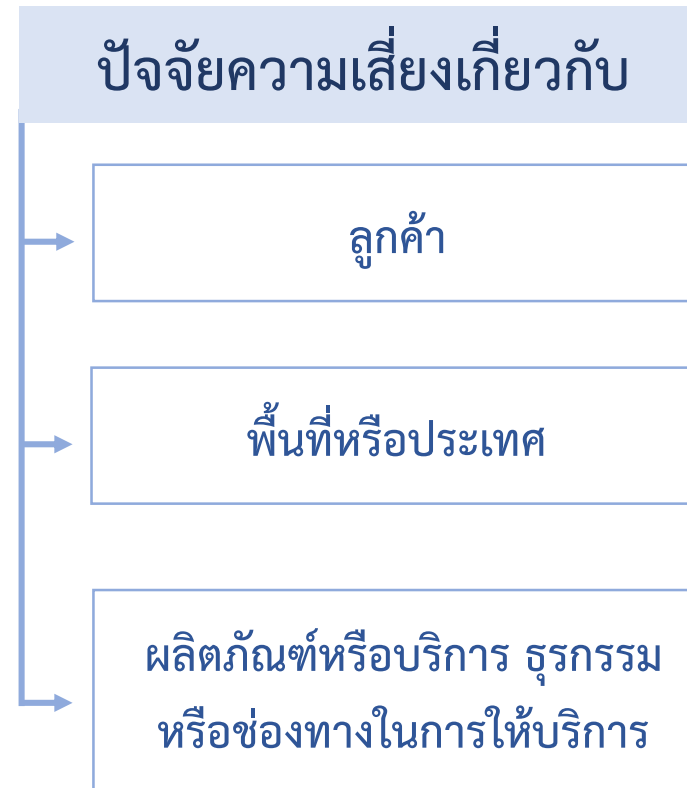 ปัจจัยความเสี่ยงเกี่ยวกับ
ลูกค้า
พื้นที่หรือประเทศ
ผลิตภัณฑ์หรือบริการ ธุรกรรม
หรือช่องทางในการให้บริการ